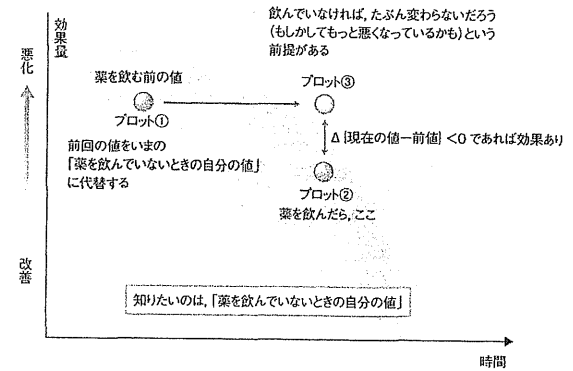 効果量
悪化
改善
飲んでいなければ，たぶん変わらないだろう
（もしかしてもっと悪くなっているかも）という
前提がある
薬を飲む前の値
プロット①
プロット③
前回の値をいまの
「薬を飲んでいないときの自分の値」
に代替する
Δ{現在の値－前値}＜0であれば効果あり
プロット②
薬を飲んだら，ここ
知りたいのは，「薬を飲んでいないときの自分の値」
時間